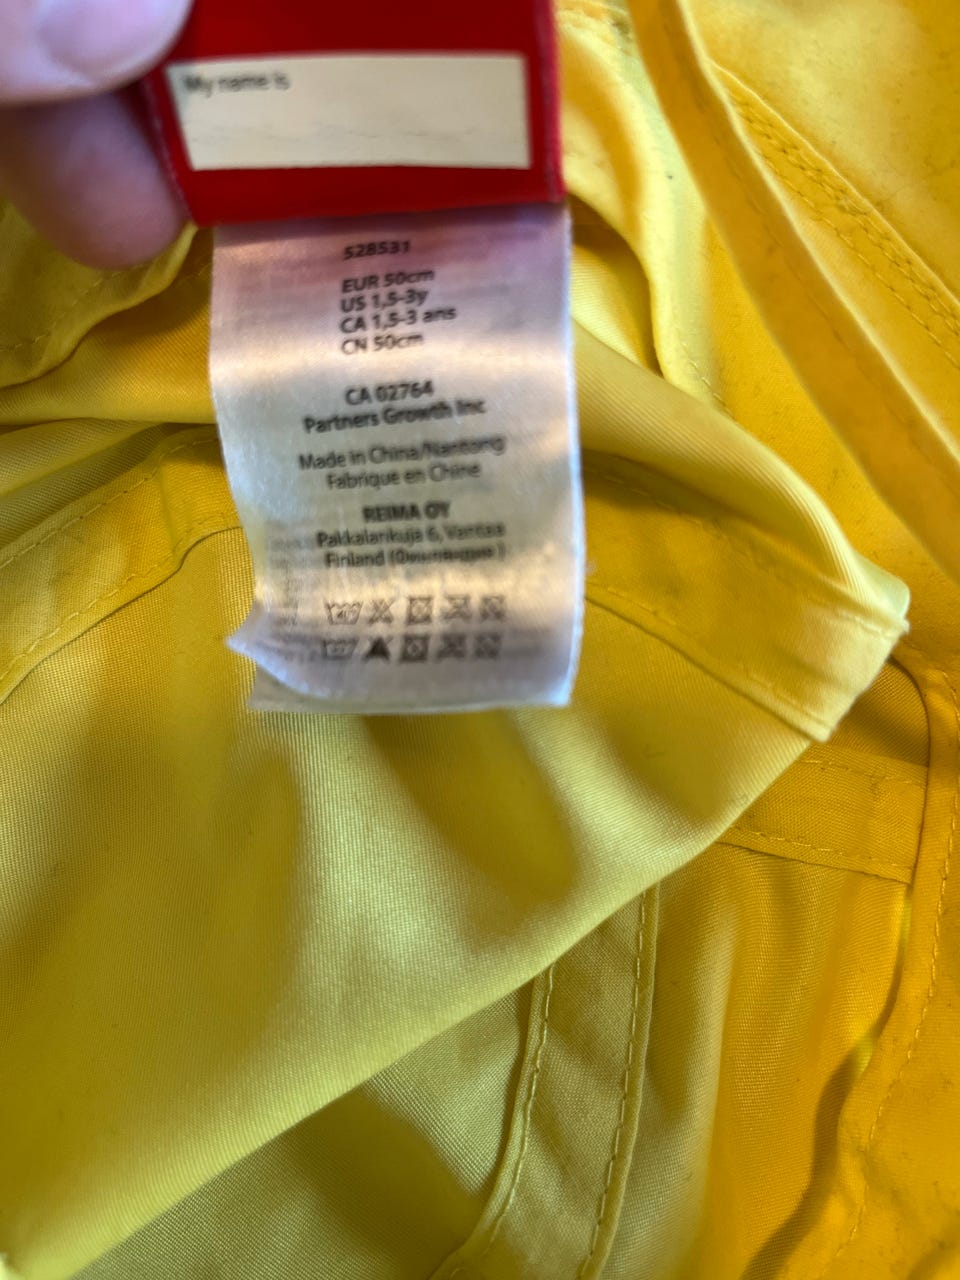 My name is
528531
EUR 50cm
US 1,5-3y
CA 1,5-3 ans
CN 50cm
CA 02764
Partners Growth Inc
Made in China/Nantong
Fabriqué en Chine
REIMA OY
Pakkalankuja 6, Vantaa
Finland (Финляндия)